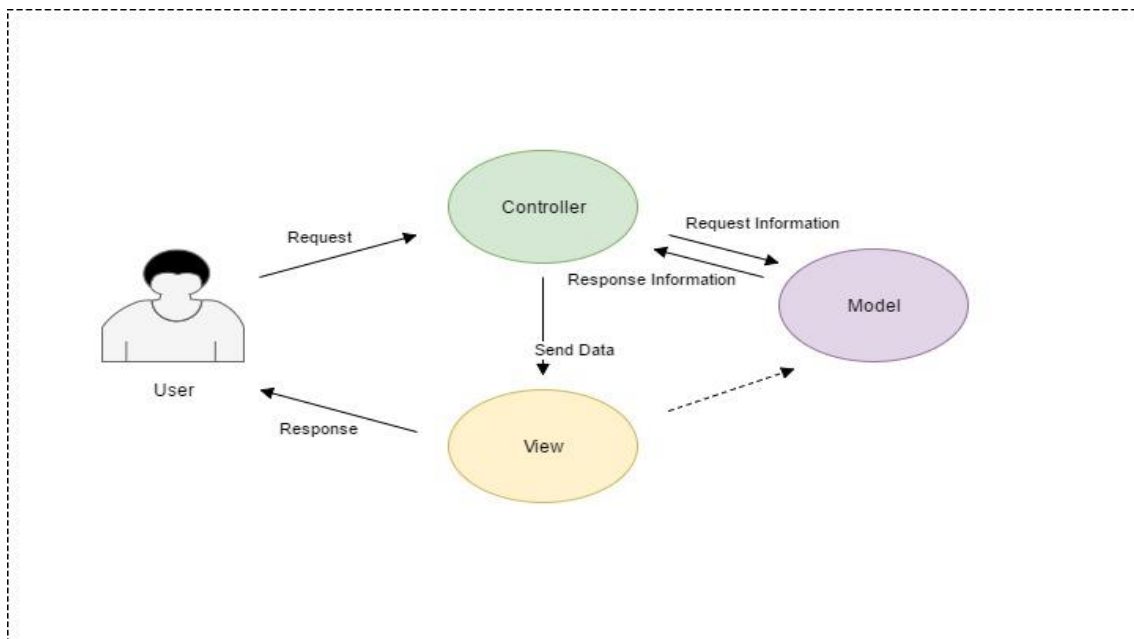 Controller
Request Information
Request
Response Information
Model
Send Data
User
Response
View